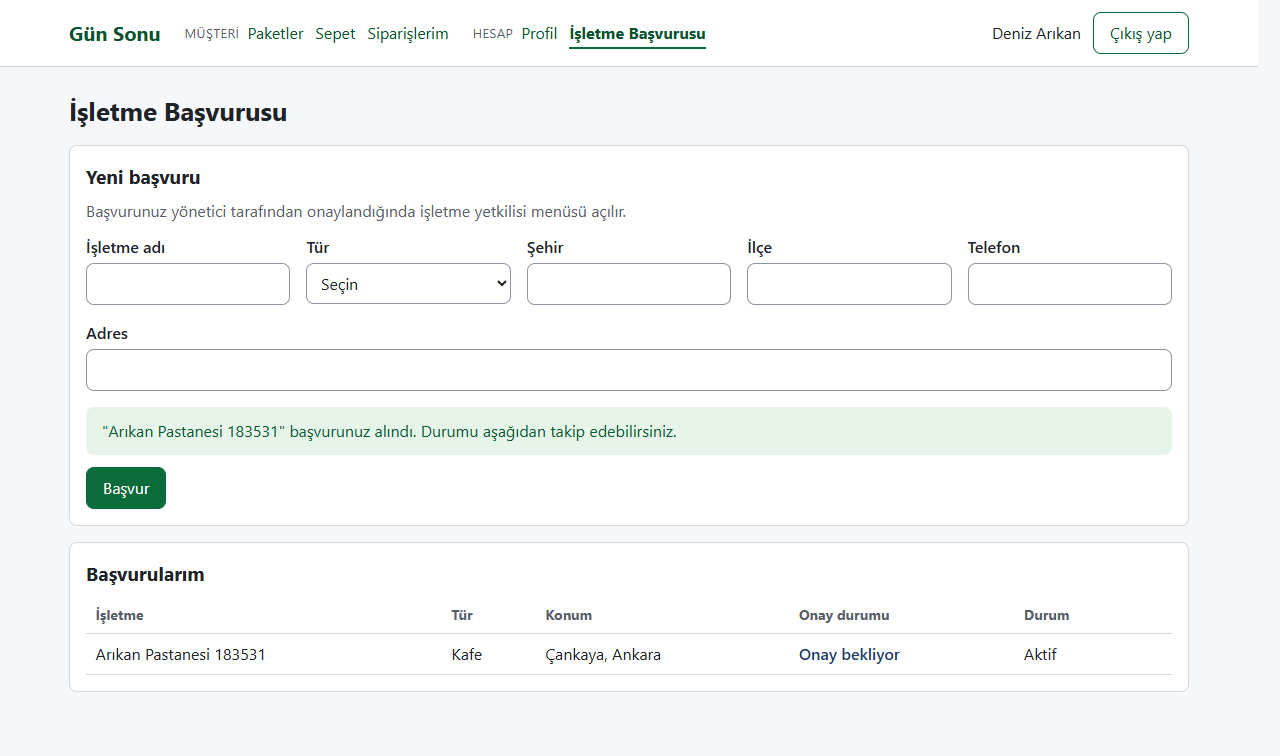 Gün Sonu MÜŞTERİ Paketler Sepet Siparişlerim HESAP Profil İşletme Başvurusu Deniz Arıkan Çıkış yap
İşletme Başvurusu
Yeni başvuru
Başvurunuz yönetici tarafından onaylandığında işletme yetkilisi menüsü açılır.
İşletme adı Tür Şehir İlçe Telefon
Seçin
Adres
"Arıkan Pastanesi 183531" başvurunuz alındı. Durumu aşağıdan takip edebilirsiniz.
Başvur
Başvurularım
İşletme Tür Konum Onay durumu Durum
Arıkan Pastanesi 183531 Kafe Çankaya, Ankara Onay bekliyor Aktif